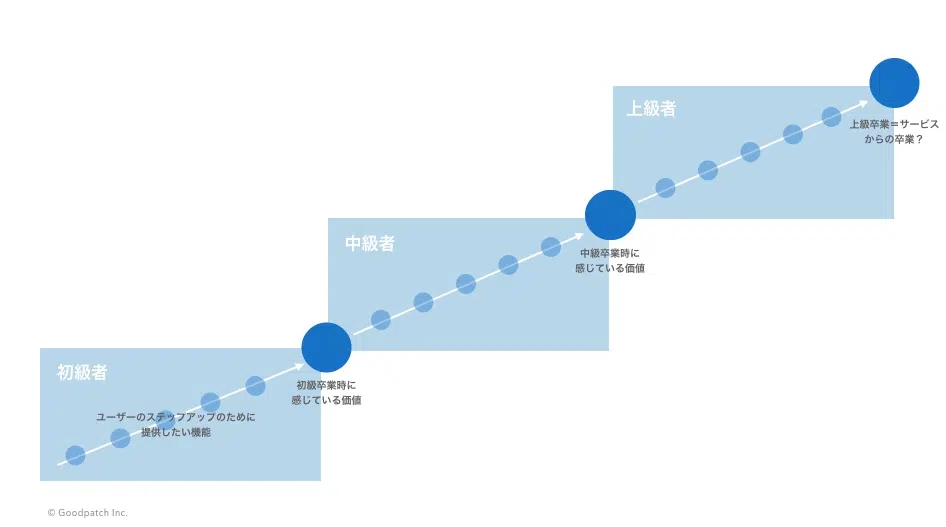 上級者
上級卒業＝サービス
からの卒業？
中級者
中級卒業時に
感じている価値
初級者
初級卒業時に
感じている価値
ユーザーのステップアップのために
提供したい機能
© Goodpatch Inc.